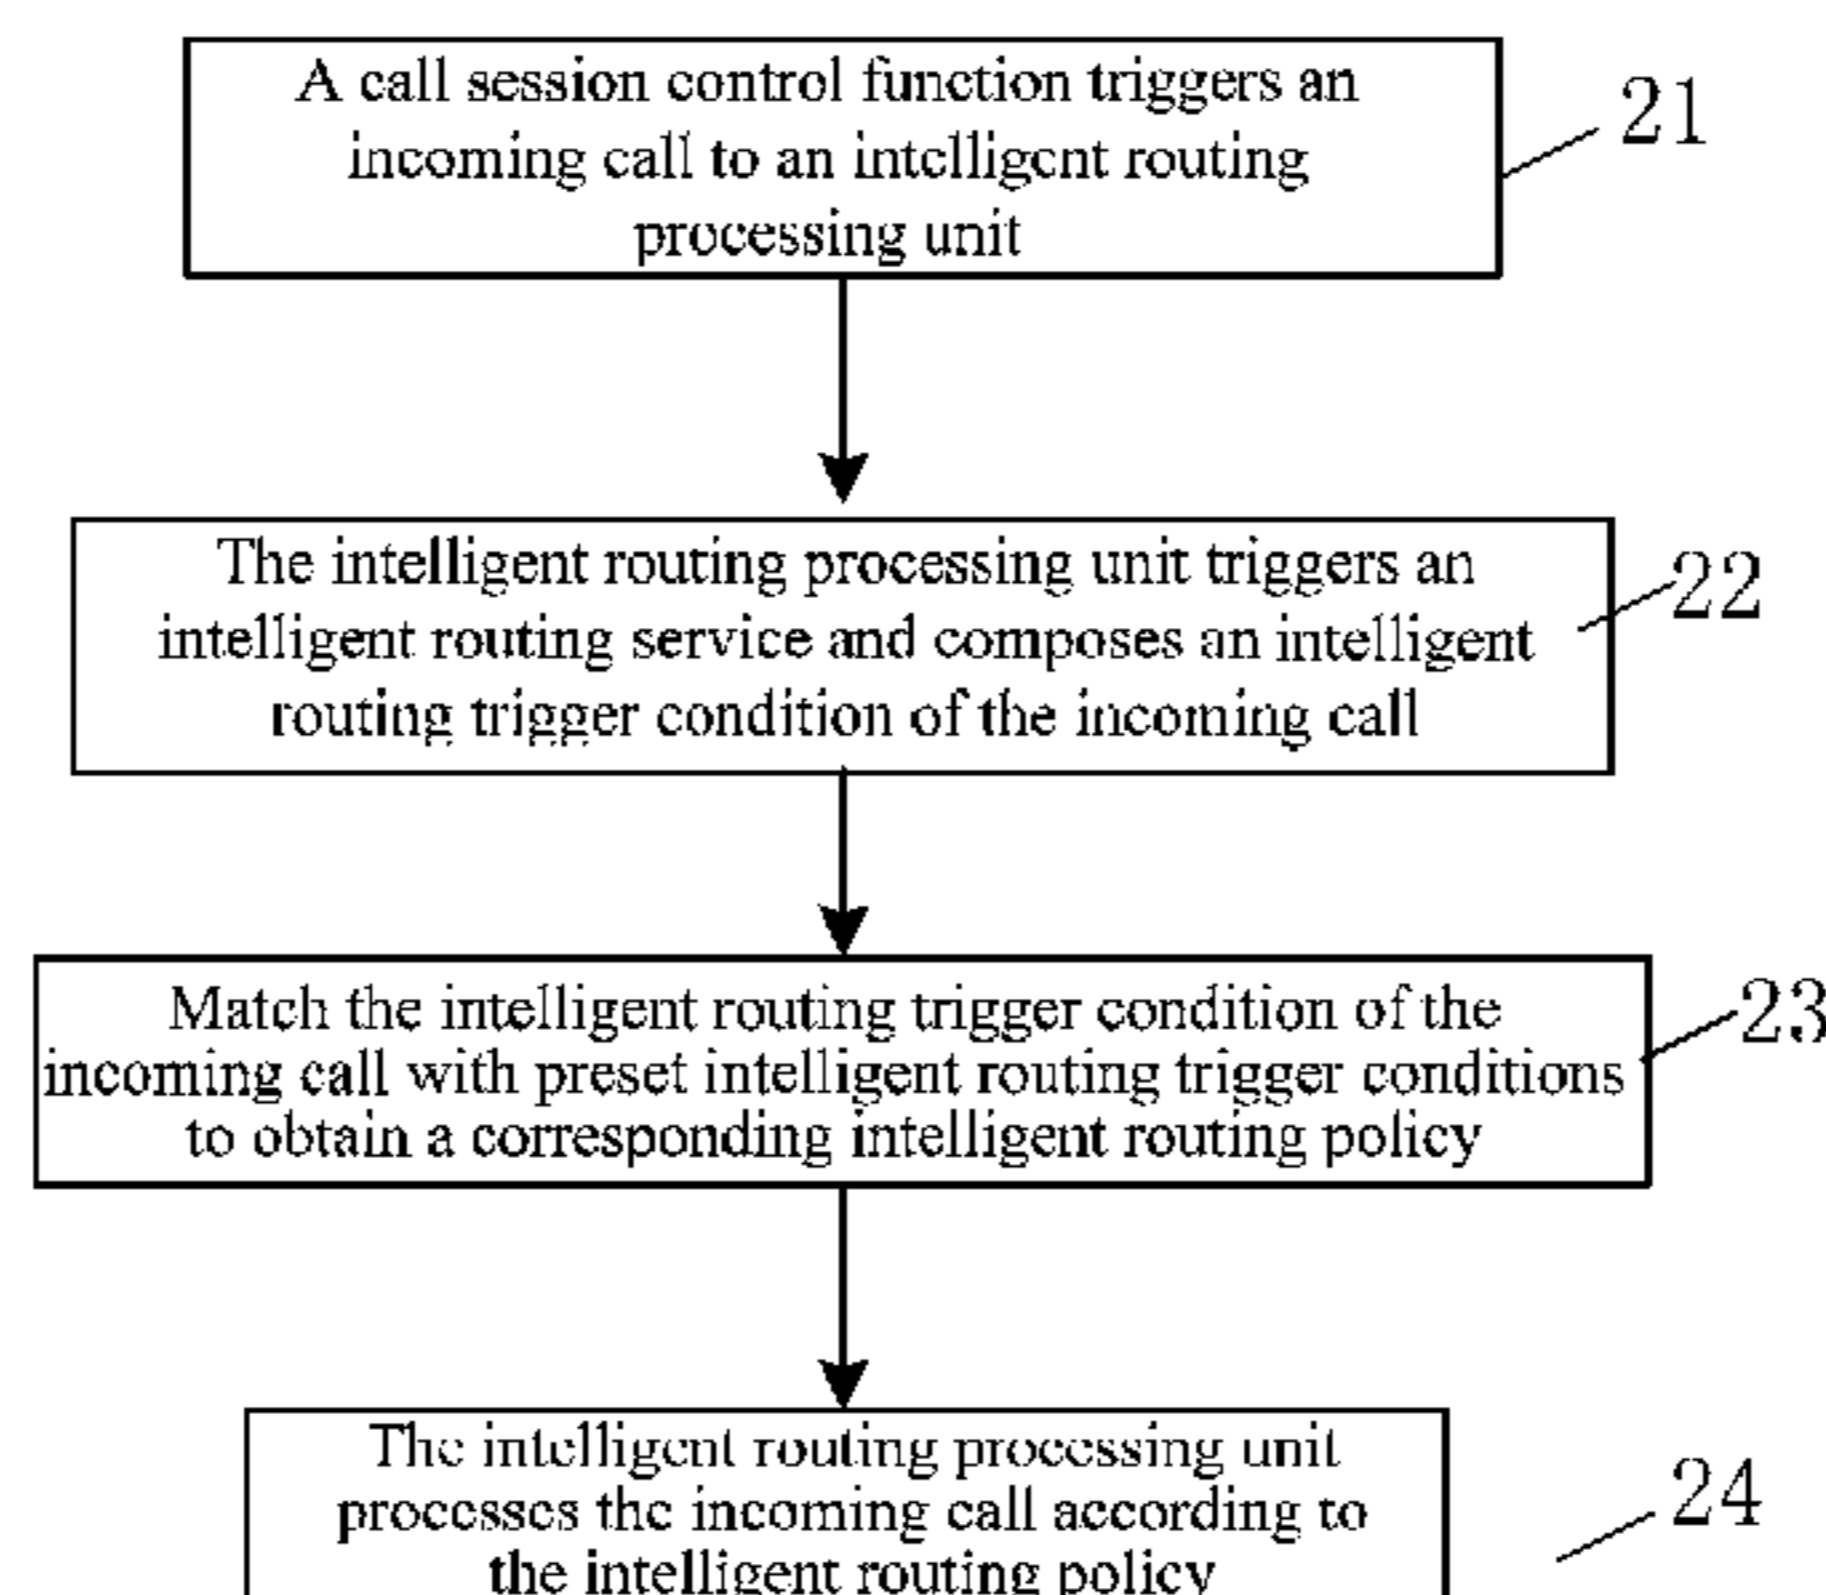 A call session control function triggers an
incoming call to an intelligent routing
processing unit
21
The intelligent routing processing unit triggers an
intelligent routing service and composes an intelligent
routing trigger condition of the incoming call
22
Match the intelligent routing trigger condition of the
incoming call with preset intelligent routing trigger conditions
to obtain a corresponding intelligent routing policy
23
The intelligent routing processing unit
processes the incoming call according to
the intelligent routing policy
24